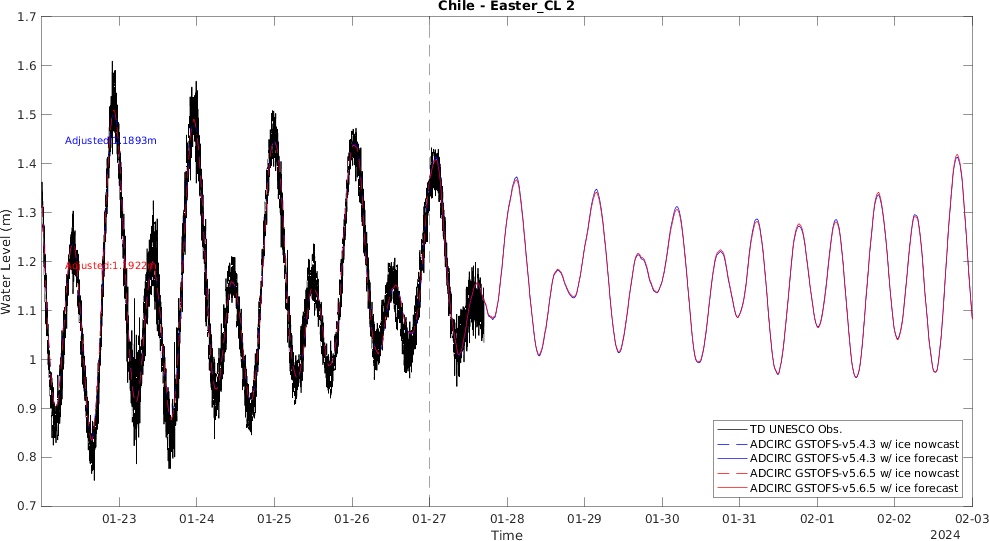 Chile - Easter_CL 2
1.7
1.6
1.5
1.4
1.3
1.2
1.1
1
0.9
0.8
0.7
Water Level (m)
Adjusted:1.1893m
Adjusted:1.1922m
TD UNESCO Obs.
ADCIRC GSTOFS-v5.4.3 w/ ice nowcast
ADCIRC GSTOFS-v5.4.3 w/ ice forecast
ADCIRC GSTOFS-v5.6.5 w/ ice nowcast
ADCIRC GSTOFS-v5.6.5 w/ ice forecast
01-23 01-24 01-25 01-26 01-27 01-28 01-29 01-30 01-31 02-01 02-02 02-03
Time
2024